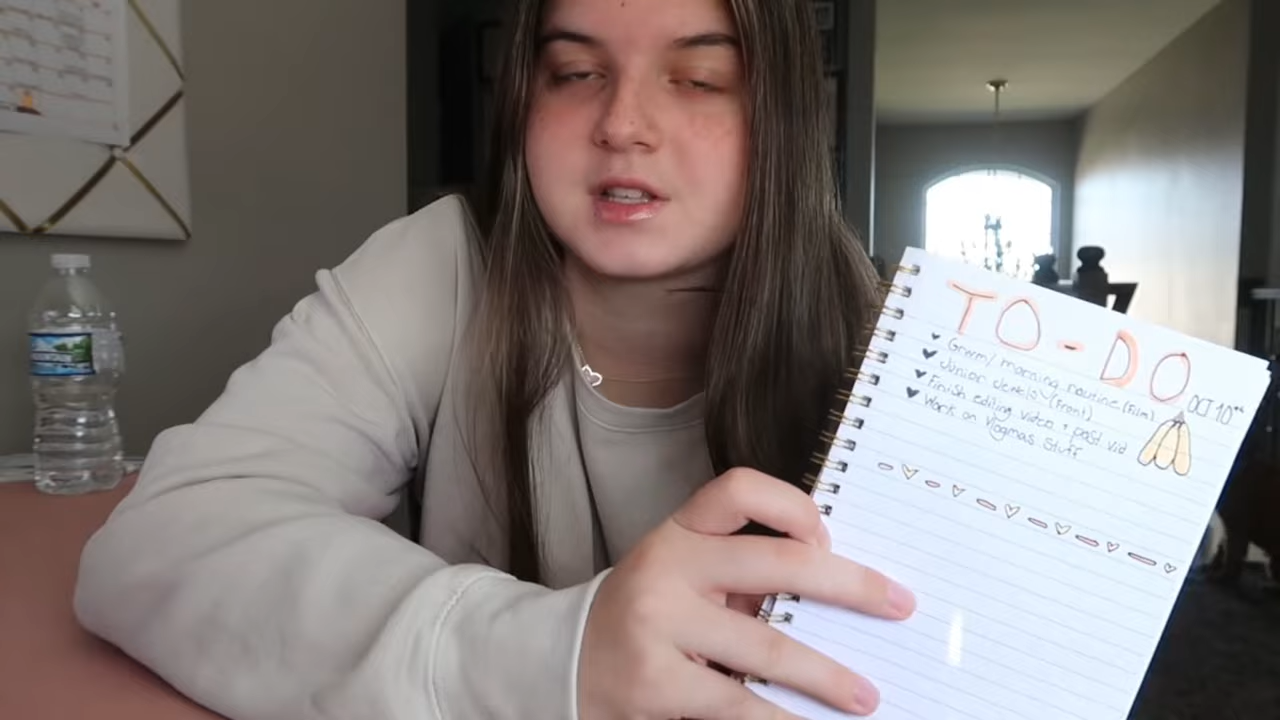 TO-DO
OCT 10th
Grwm/ morning routine (Film)
Junior (Front)
Finish editing video + post vid
Work on Vlogmas Stuff